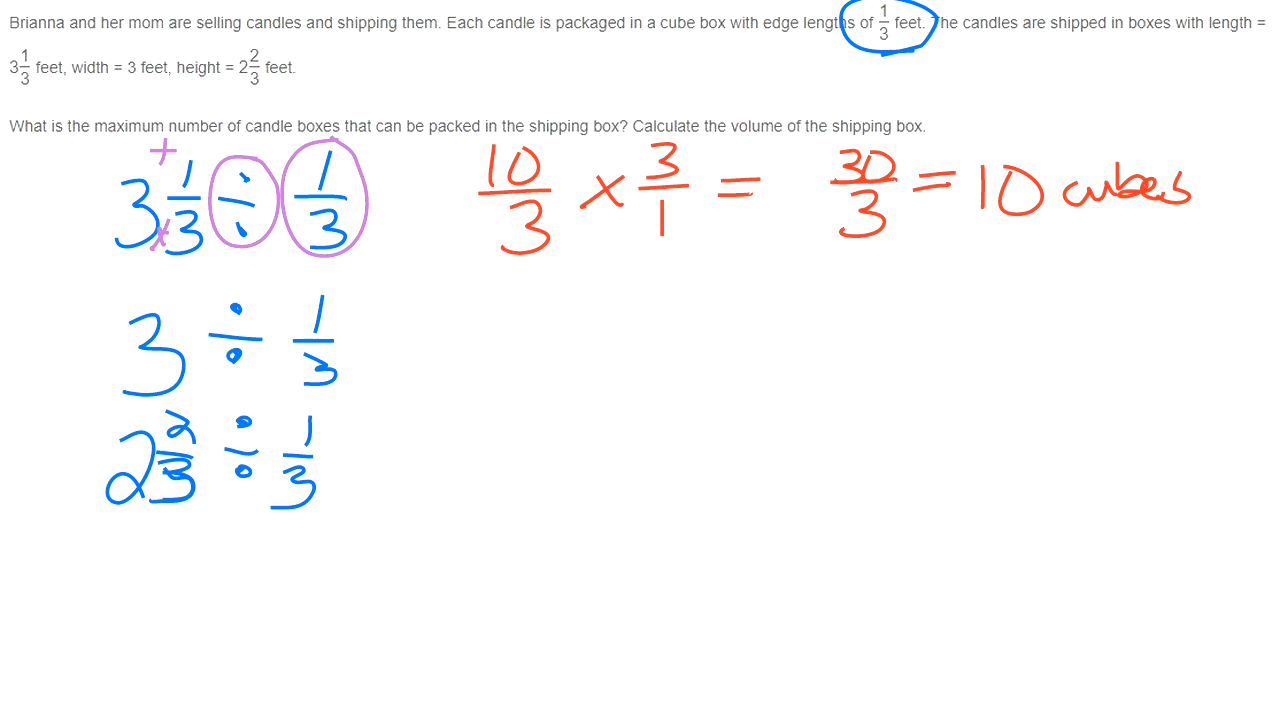 Brianna and her mom are selling candles and shipping them. Each candle is packaged in a cube box with edge lengths of 1/3 feet. The candles are shipped in boxes with length =
3 1/3 feet, width = 3 feet, height = 2 2/3 feet.
What is the maximum number of candle boxes that can be packed in the shipping box? Calculate the volume of the shipping box.
+
3 1/3 ÷ 1/3 10/3 × 3/1 = 30/3 = 10 cubes
×
3 ÷ 1/3
2 2/3 ÷ 1/3